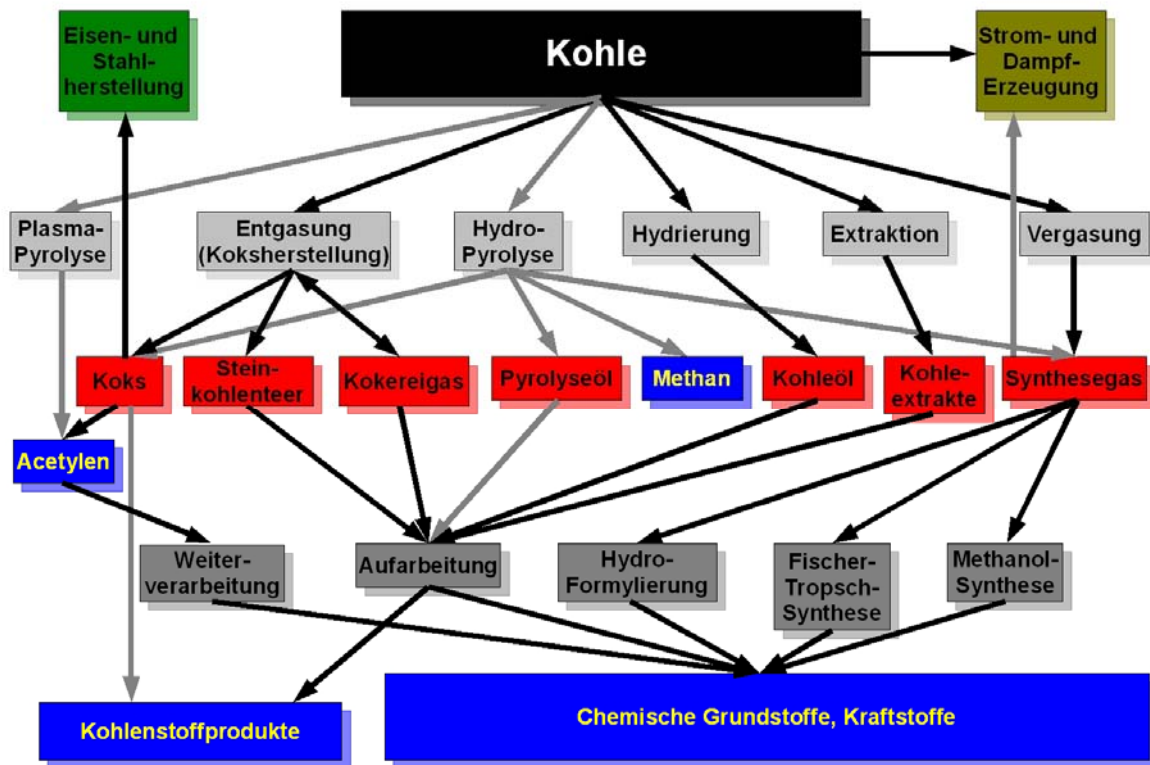 Eisen- und
Stahl-
herstellung
Kohle
Strom- und
Dampf-
Erzeugung
Plasma-
Pyrolyse
Entgasung
(Koksherstellung)
Hydro-
Pyrolyse
Hydrierung
Extraktion
Vergasung
Koks
Stein-
kohlenteer
Kokereigas
Pyrolyseöl
Methan
Kohleöl
Kohle-
extrakte
Synthesegas
Acetylen
Weiter-
verarbeitung
Aufarbeitung
Hydro-
Formylierung
Fischer-
Tropsch-
Synthese
Methanol-
Synthese
Kohlenstoffprodukte
Chemische Grundstoffe, Kraftstoffe